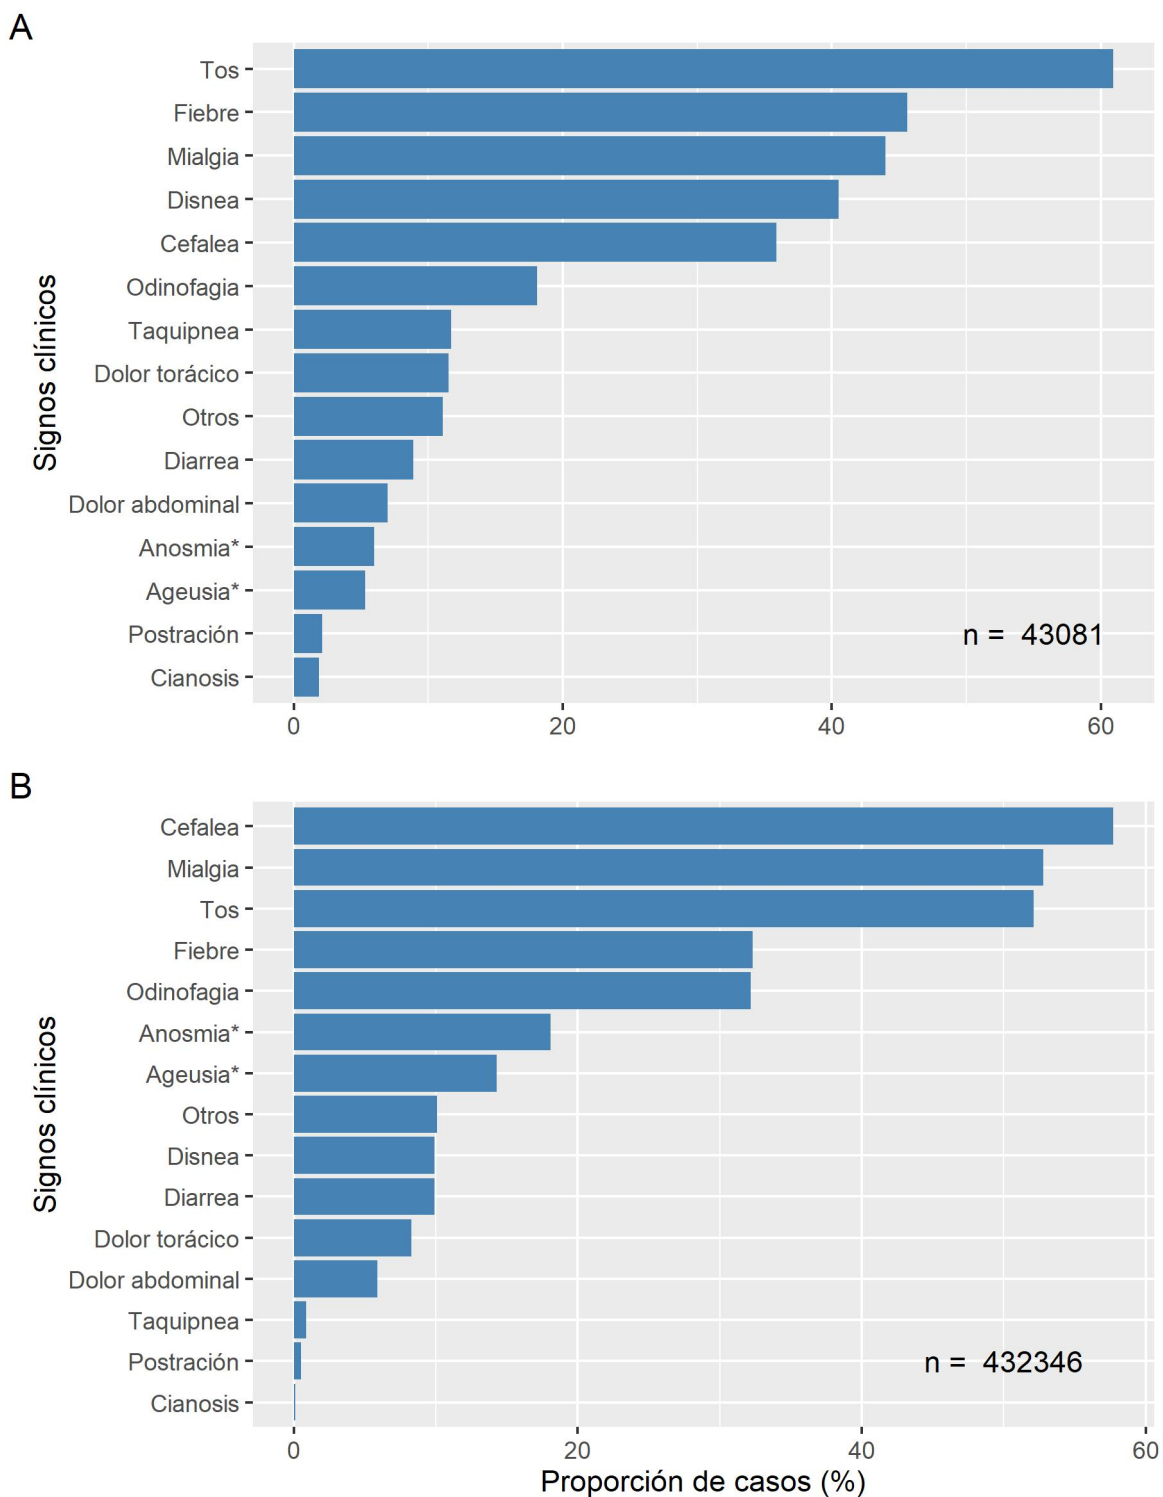 A
Tos
Fiebre
Mialgia
Disnea
Cefalea
Odinofagia
Taquipnea
Dolor torácico
Otros
Diarrea
Dolor abdominal
Anosmia*
Ageusia*
Postración
Cianosis
Signos clínicos
n =  43081
0 20 40 60
B
Cefalea
Mialgia
Tos
Fiebre
Odinofagia
Anosmia*
Ageusia*
Otros
Disnea
Diarrea
Dolor torácico
Dolor abdominal
Taquipnea
Postración
Cianosis
Signos clínicos
n =  432346
0 20 40 60
Proporción de casos (%)